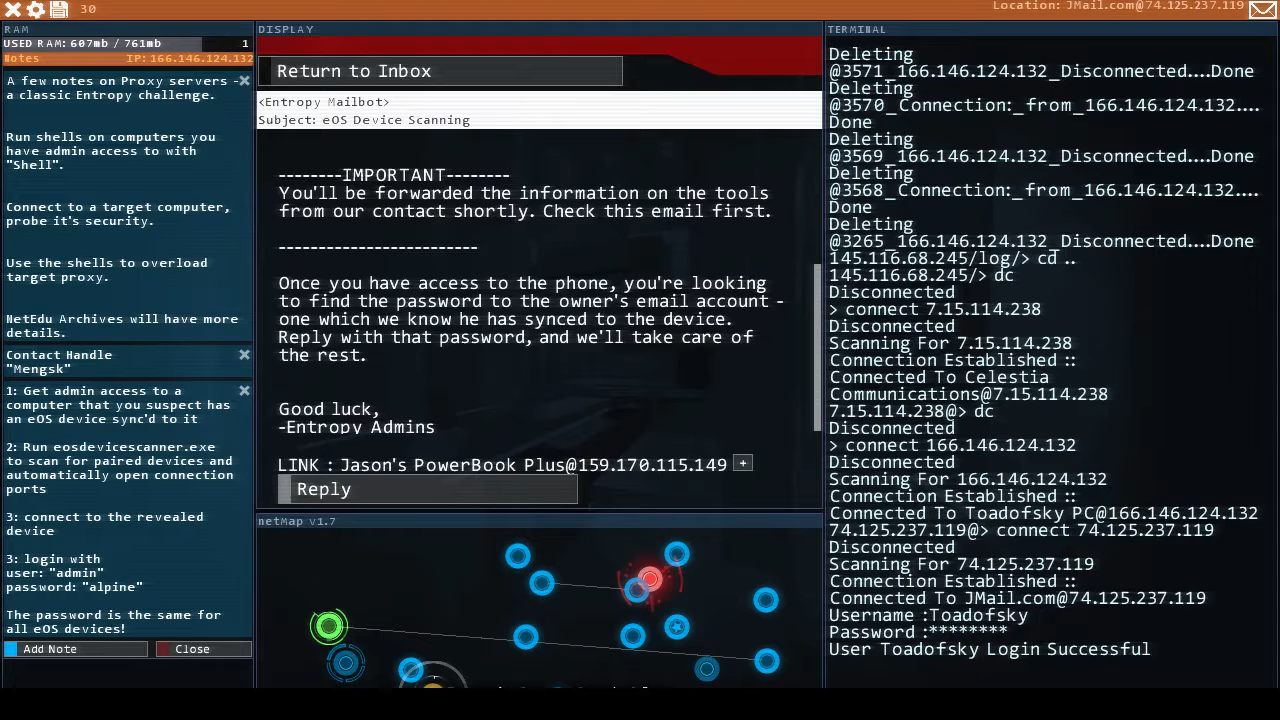 30
Location: JMail.com@74.125.237.119
RAM
USED RAM: 607mb / 761mb
1
Notes
IP: 166.146.124.132
A few notes on Proxy servers -
a classic Entropy challenge.
Run shells on computers you
have admin access to with
"Shell".
Connect to a target computer,
probe it's security.
Use the shells to overload
target proxy.
NetEdu Archives will have more
details.
Contact Handle
"Mengsk"
1: Get admin access to a
computer that you suspect has
an eOS device sync'd to it
2: Run eosdevicescanner.exe
to scan for paired devices and
automatically open connection
ports
3: connect to the revealed
device
3: login with
user: "admin"
password: "alpine"
The password is the same for
all eOS devices!
Add Note
Close
DISPLAY
Return to Inbox
<Entropy Mailbot>
Subject: eOS Device Scanning
--------IMPORTANT--------
You'll be forwarded the information on the tools
from our contact shortly. Check this email first.
------------------------
Once you have access to the phone, you're looking
to find the password to the owner's email account -
one which we know he has synced to the device.
Reply with that password, and we'll take care of
the rest.
Good luck,
-Entropy Admins
LINK : Jason's PowerBook Plus@159.170.115.149
+
Reply
netMap v1.7
TERMINAL
Deleting
@3571_166.146.124.132_Disconnected....Done
Deleting
@3570_Connection:_from_166.146.124.132....
Done
Deleting
@3569_166.146.124.132_Disconnected....Done
Deleting
@3568_Connection:_from_166.146.124.132....
Done
Deleting
@3265_166.146.124.132_Disconnected....Done
145.116.68.245/log/> cd ..
145.116.68.245/> dc
Disconnected
> connect 7.15.114.238
Disconnected
Scanning For 7.15.114.238
Connection Established ::
Connected To Celestia
Communications@7.15.114.238
7.15.114.238@> dc
Disconnected
> connect 166.146.124.132
Disconnected
Scanning For 166.146.124.132
Connection Established ::
Connected To Toadofsky PC@166.146.124.132
74.125.237.119@> connect 74.125.237.119
Disconnected
Scanning For 74.125.237.119
Connection Established ::
Connected To JMail.com@74.125.237.119
Username :Toadofsky
Password :********
User Toadofsky Login Successful